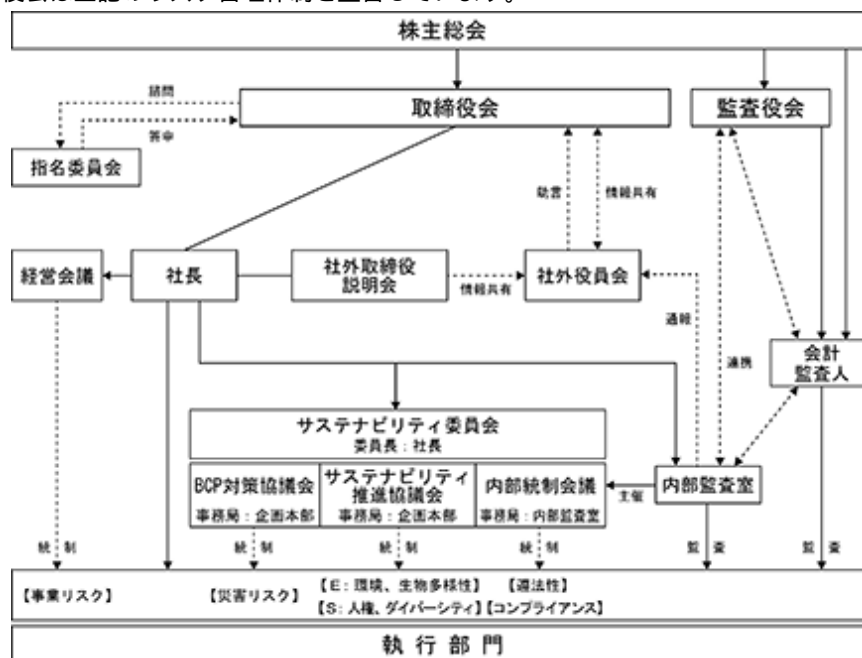 株主総会
諮問
取締役会
監査役会
答申
指名委員会
助言
情報共有
経営会議
社長
社外取締役
説明会
情報共有
社外役員会
通報
連携
会計
監査人
サステナビリティ委員会
委員長:社長
BCP対策協議会
事務局:企画本部
サステナビリティ
推進協議会
事務局:企画本部
内部統制会議
事務局:内部監査室
主催
内部監査室
統制
統制
統制
統制
監査
監査
【事業リスク】
【災害リスク】
【E:環境、生物多様性】
【遵法性】
【S:人権、ダイバーシティ】
【コンプライアンス】
執行部門